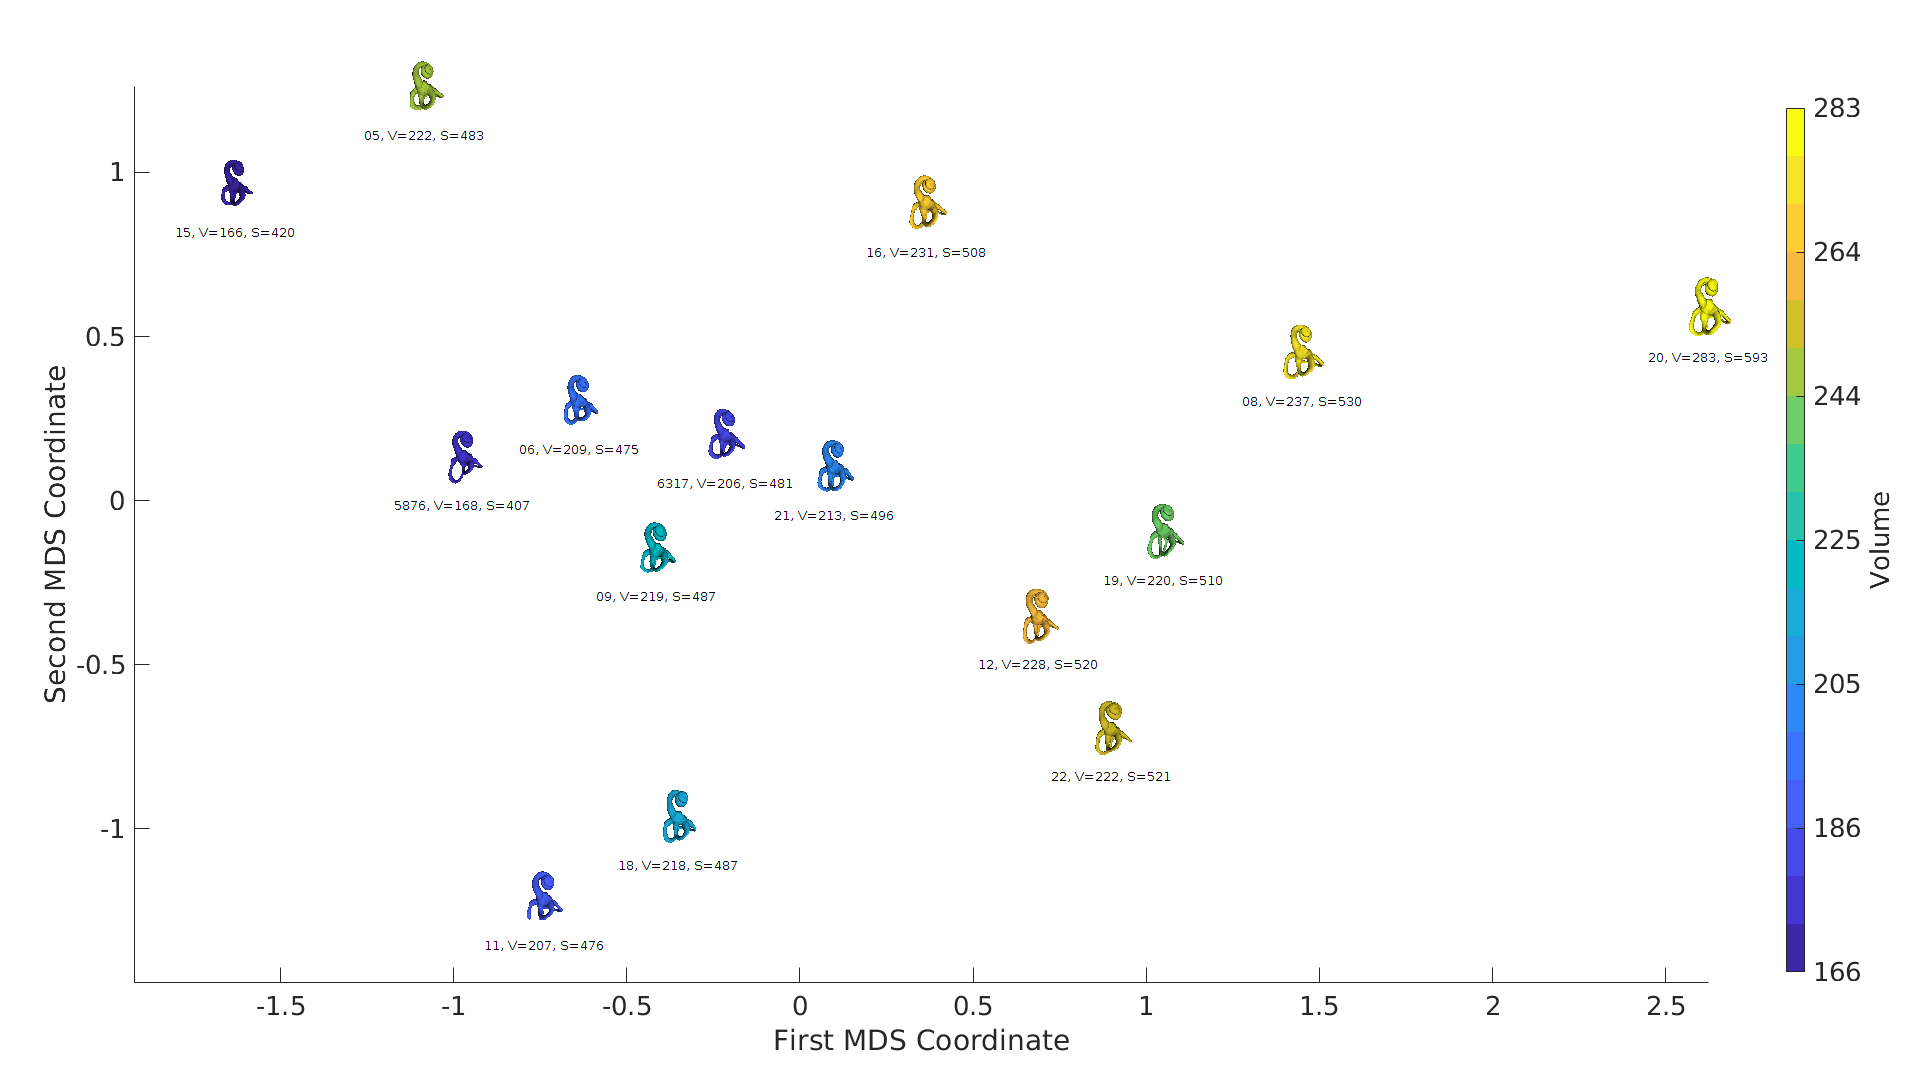 05, V=222, S=483
15, V=166, S=420
16, V=231, S=508
20, V=283, S=593
08, V=237, S=530
06, V=209, S=475
6317, V=206, S=481
5876, V=168, S=407
21, V=213, S=496
09, V=219, S=487
19, V=220, S=510
12, V=228, S=520
22, V=222, S=521
18, V=218, S=487
11, V=207, S=476
1
0.5
0
-0.5
-1
Second MDS Coordinate
-1.5
-1
-0.5
0
0.5
1
1.5
2
2.5
First MDS Coordinate
283
264
244
225
205
186
166
Volume